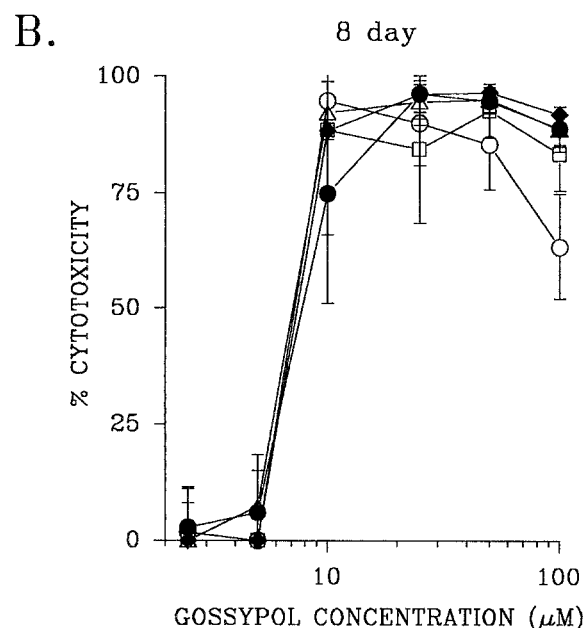 B.
8 day
100
75
50
25
0
% CYTOTOXICITY
10 100
GOSSYPOL CONCENTRATION (μM)